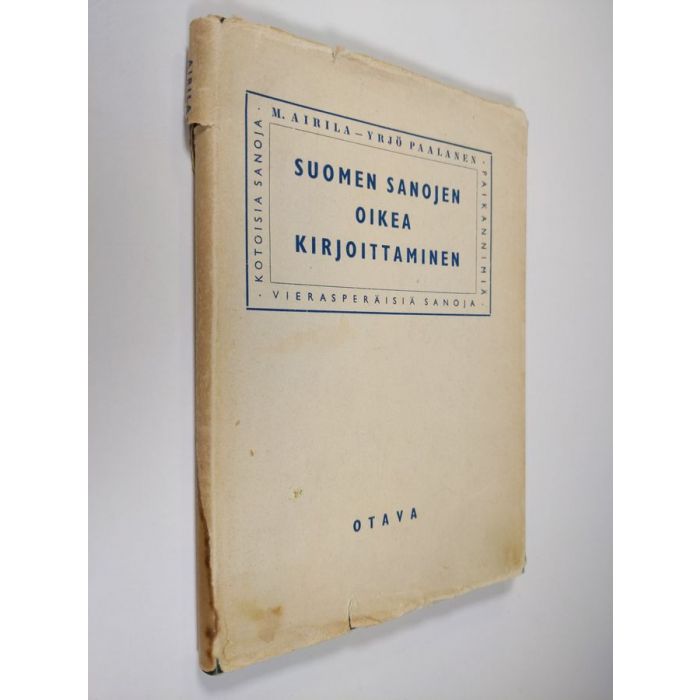 M. AIRILA – YRJÖ PAALANEN
KOTOISIA SANOJA
SUOMEN SANOJEN
OIKEA
KIRJOITTAMINEN
PAIKANNIMIÄ
VIERASPERÄISIÄ SANOJA
OTAVA
AIRILA